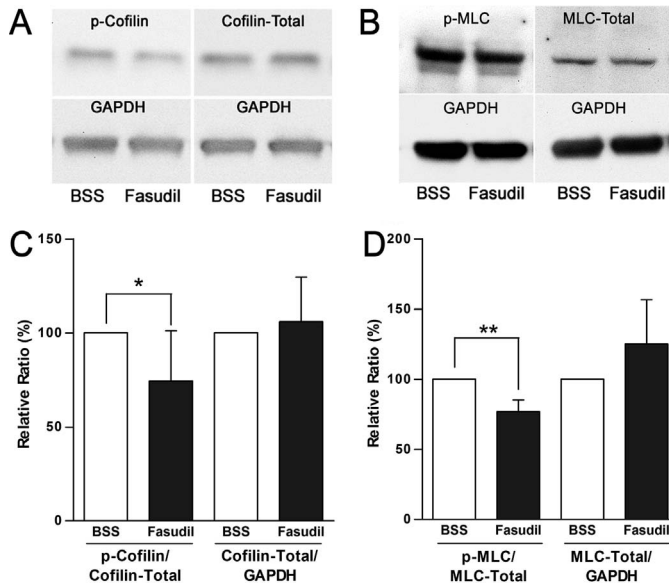 A
p-Cofilin
Cofilin-Total
GAPDH
GAPDH
BSS
Fasudil
BSS
Fasudil
B
p-MLC
MLC-Total
GAPDH
GAPDH
BSS
Fasudil
BSS
Fasudil
C
Relative Ratio (%)
150
100
50
0
*
BSS
Fasudil
BSS
Fasudil
p-Cofilin/
Cofilin-Total
Cofilin-Total/
GAPDH
D
Relative Ratio (%)
200
150
100
50
0
**
BSS
Fasudil
BSS
Fasudil
p-MLC/
MLC-Total
MLC-Total/
GAPDH